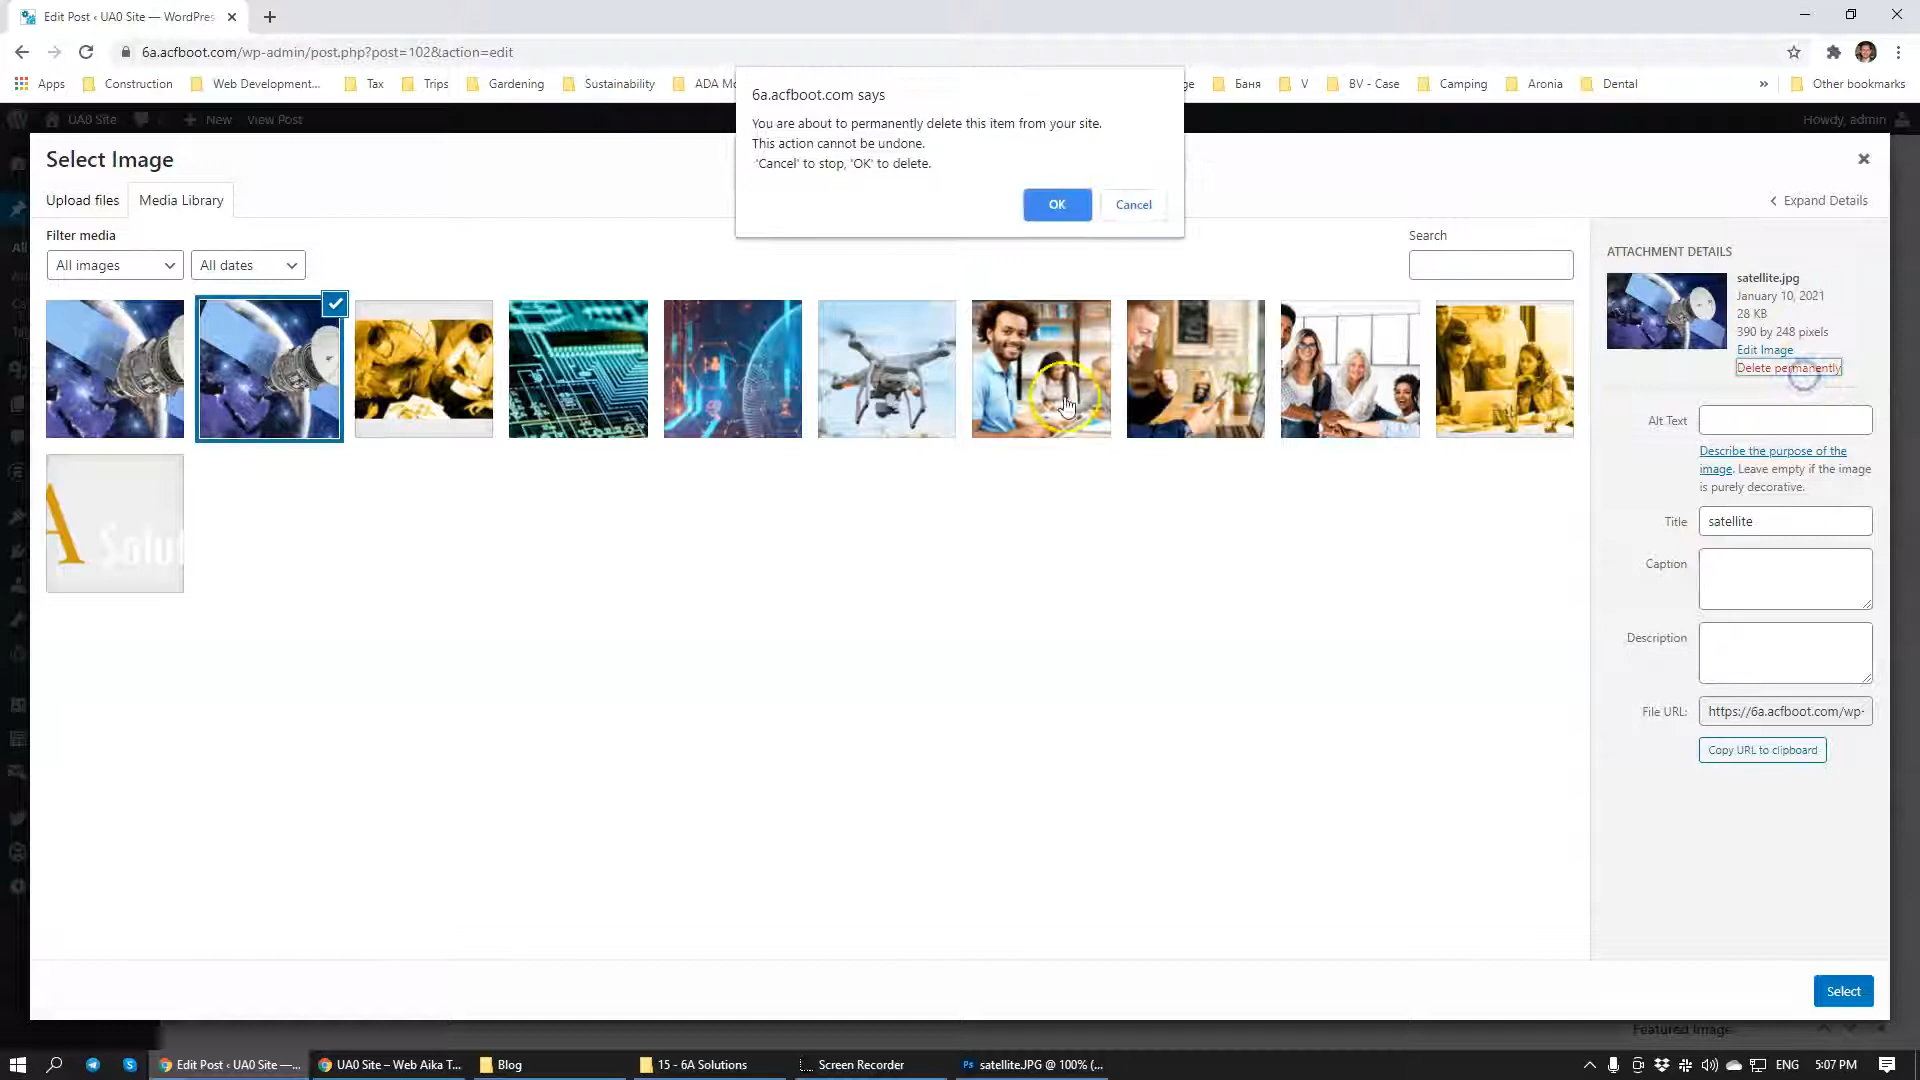 Edit Post ‹ UA0 Site — WordPres
6a.acfboot.com/wp-admin/post.php?post=102&action=edit
Apps
Construction
Web Development...
Tax
Trips
Gardening
Sustainability
ADA Mo
ge
Баня
V
BV - Case
Camping
Aronia
Dental
»
Other bookmarks
UA0 Site
New
View Post
Howdy, admin
6a.acfboot.com says
You are about to permanently delete this item from your site.
This action cannot be undone.
'Cancel' to stop, 'OK' to delete.
OK
Cancel
Select Image
Upload files
Media Library
Expand Details
Filter media
All images
All dates
Search
ATTACHMENT DETAILS
satellite.jpg
January 10, 2021
28 KB
390 by 248 pixels
Edit Image
Delete permanently
Alt Text
Describe the purpose of the
image. Leave empty if the image
is purely decorative.
Title
satellite
Caption
Description
File URL:
https://6a.acfboot.com/wp-
Copy URL to clipboard
A Solut
Select
Featured Image
Edit Post ‹ UA0 Site —...
UA0 Site – Web Aika T...
Blog
15 - 6A Solutions
Screen Recorder
Ps
satellite.JPG @ 100% (...
ENG
5:07 PM